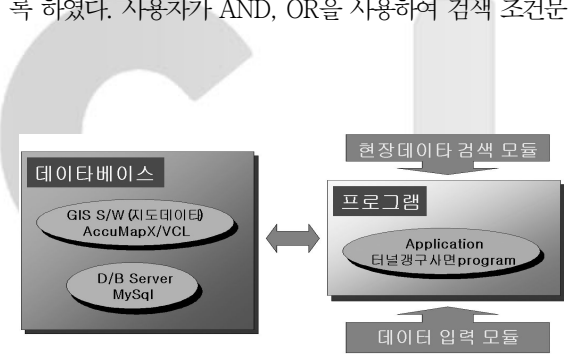 록 하였다. 사용자가 AND, OR을 사용하여 검색 조건문
현장데이타 검색 모듈
데이타베이스
GIS S/W (지도데이타)
AccuMapX/VCL
D/B Server
MySql
프로그램
Application
터널갱구사면program
데이터 입력 모듈